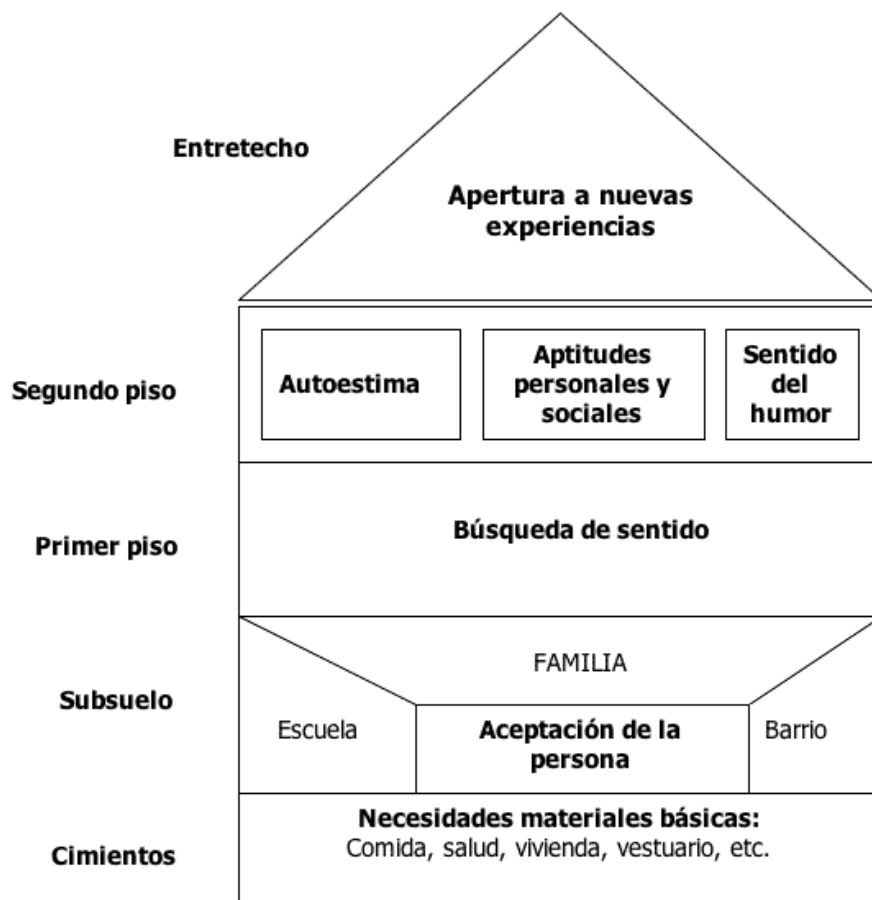 Entretecho
Apertura a nuevas
experiencias
Segundo piso
Autoestima
Aptitudes
personales y
sociales
Sentido
del
humor
Primer piso
Búsqueda de sentido
Subsuelo
FAMILIA
Escuela
Aceptación de la
persona
Barrio
Cimientos
Necesidades materiales básicas:
Comida, salud, vivienda, vestuario, etc.